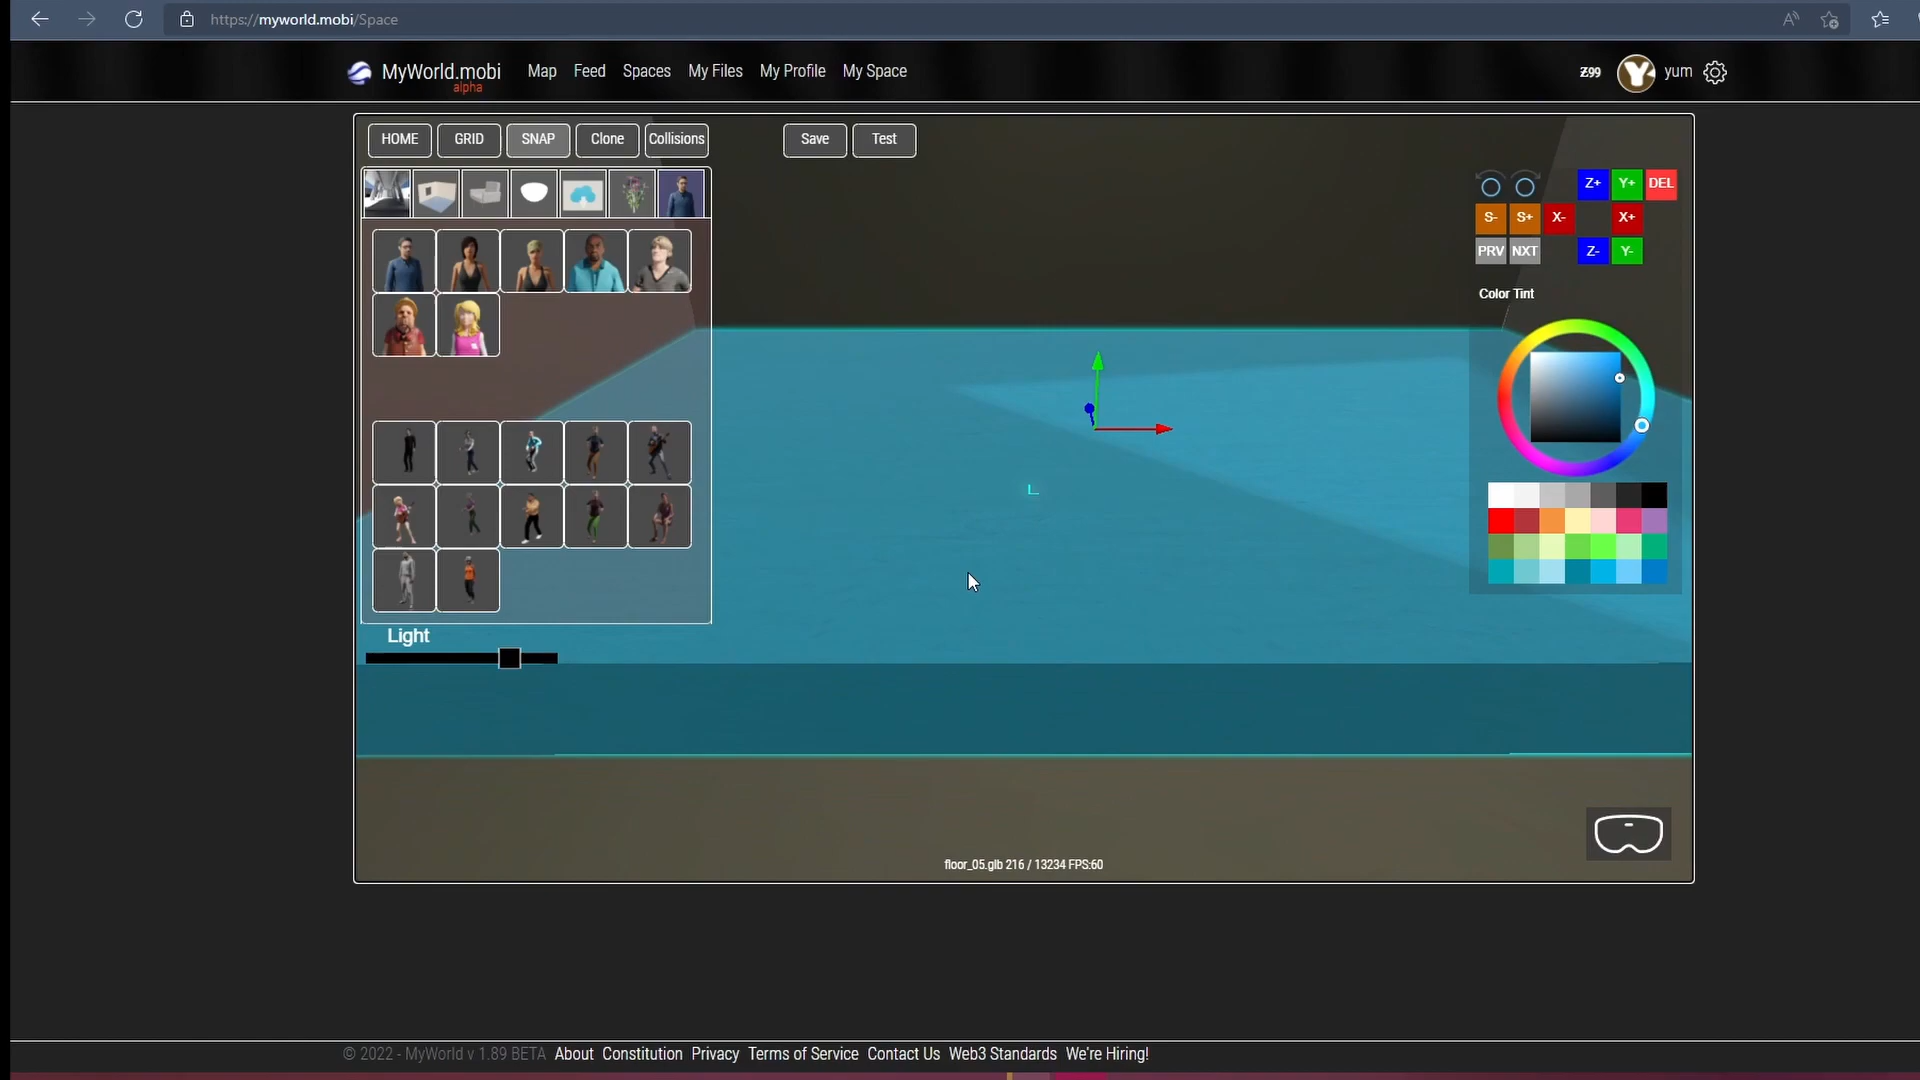 https://myworld.mobi/Space
MyWorld.mobi
alpha
Map Feed Spaces My Files My Profile My Space
Ƶ99
yum
HOME GRID SNAP Clone Collisions Save Test
Z+ Y+ DEL
S- S+ X- X+
PRV NXT Z- Y-
Color Tint
Light
floor_05.glb 216 / 13234 FPS:60
© 2022 - MyWorld v 1.89 BETA About Constitution Privacy Terms of Service Contact Us Web3 Standards We're Hiring!